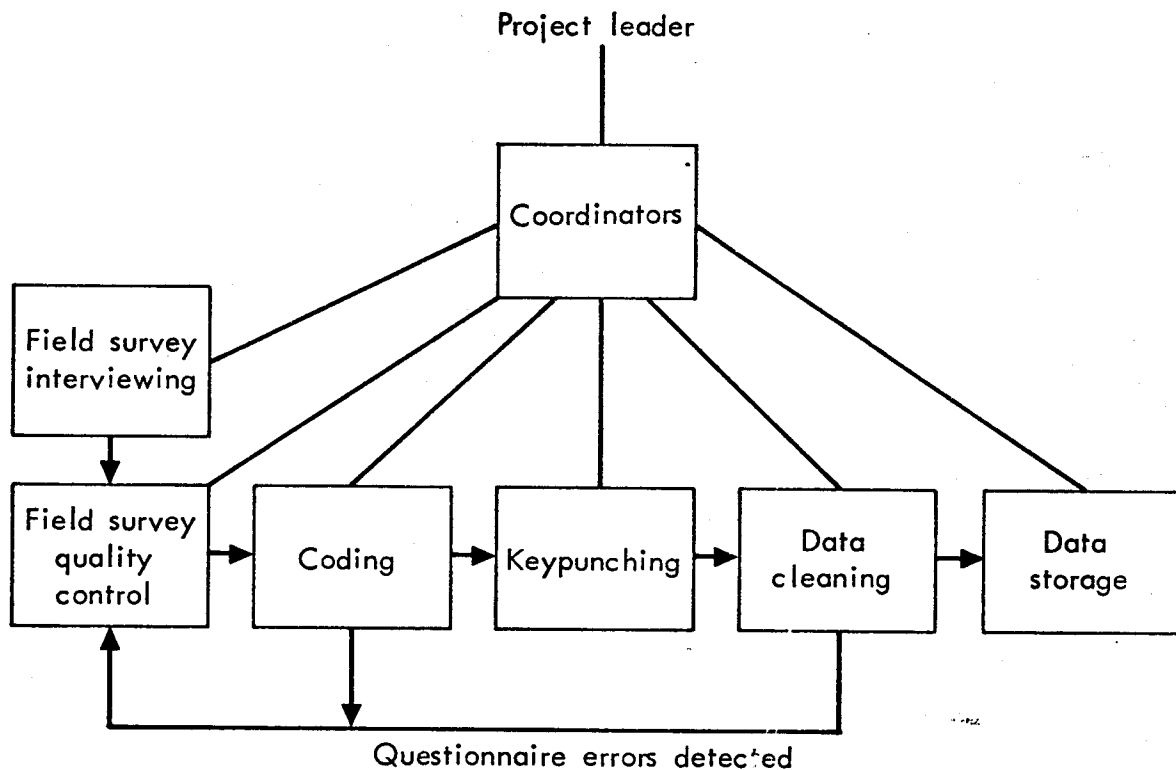 Project leader
Coordinators
Field survey
interviewing
Field survey
quality
control
Coding
Keypunching
Data
cleaning
Data
storage
Questionnaire errors detected